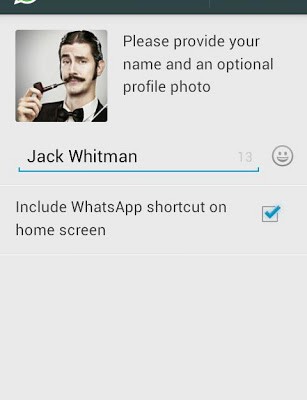 Please provide your
name and an optional
profile photo
Jack Whitman 13
Include WhatsApp shortcut on
home screen